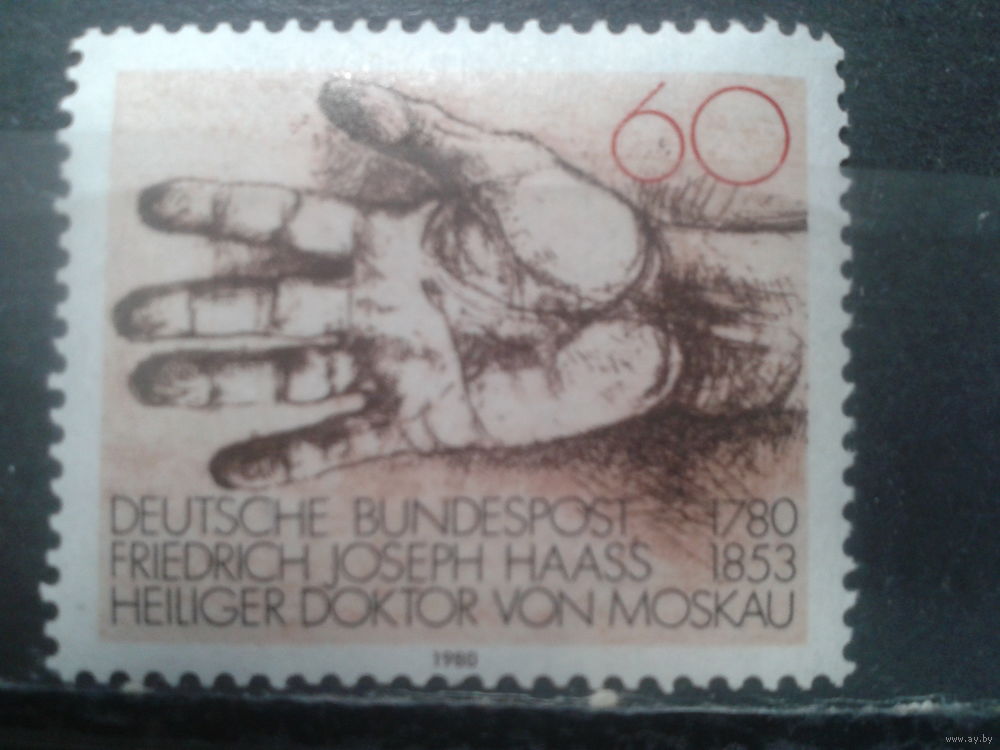 60
DEUTSCHE BUNDESPOST 1780
FRIEDRICH JOSEPH HAASS 1853
HEILIGER DOKTOR VON MOSKAU
1980
www.ay.by